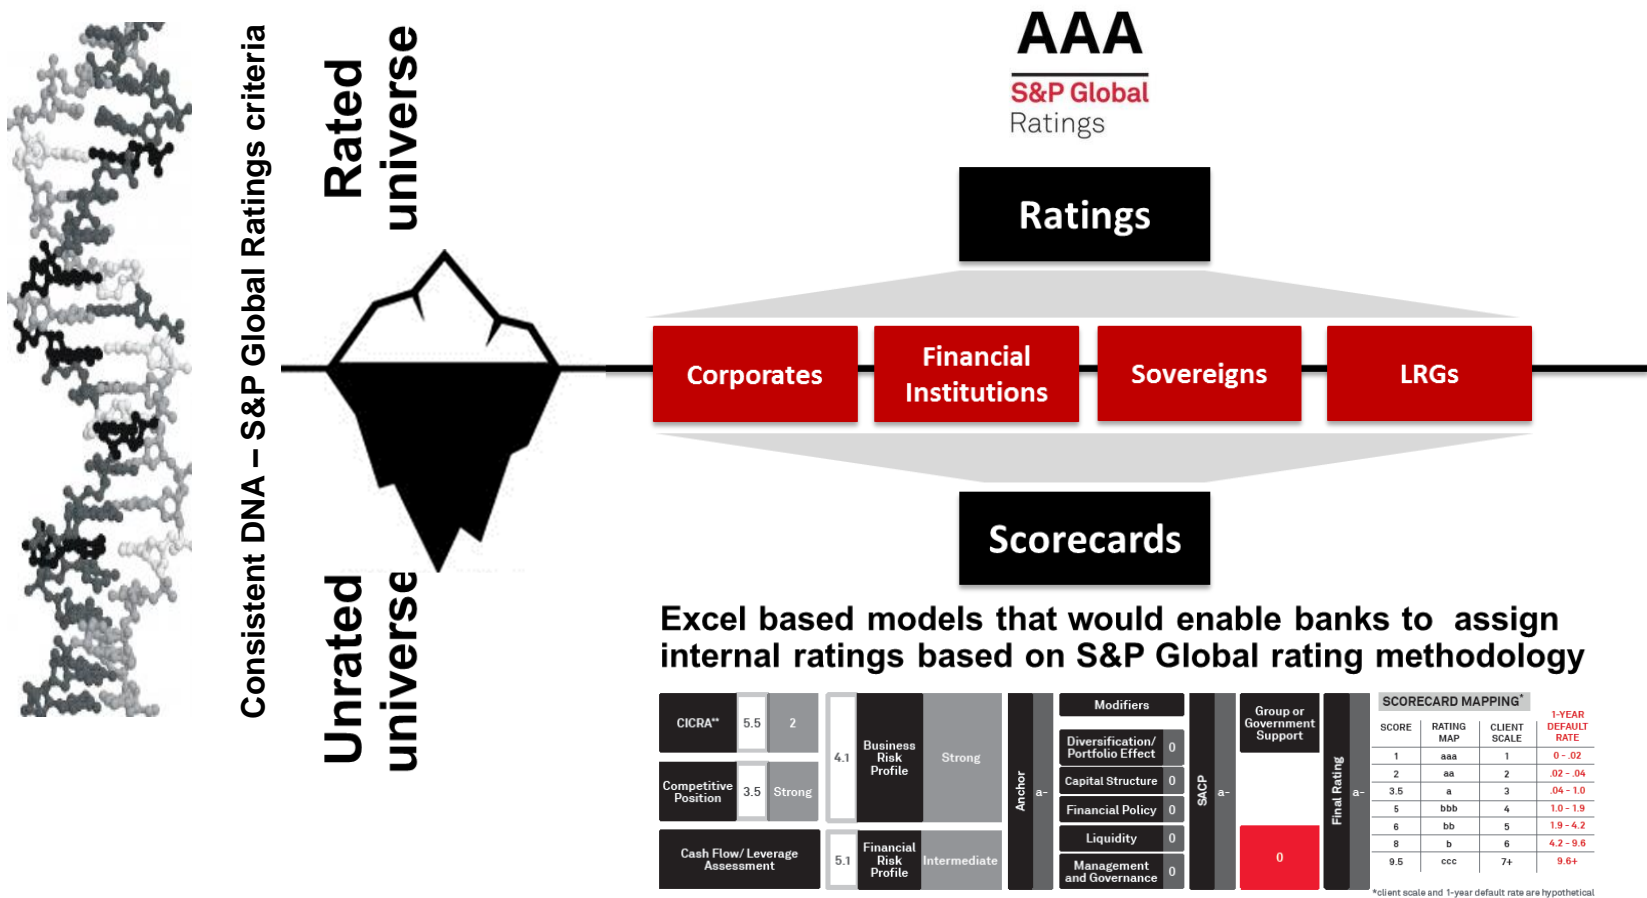 Consistent DNA – S&P Global Ratings criteria
Rated
universe
Unrated
universe
AAA
S&P Global
Ratings
Ratings
Corporates
Financial
Institutions
Sovereigns
LRGs
Scorecards
Excel based models that would enable banks to assign
internal ratings based on S&P Global rating methodology
CICRA**
5.5
2
Competitive
Position
3.5
Strong
Cash Flow/ Leverage
Assessment
4.1
Business
Risk
Profile
Strong
5.1
Financial
Risk
Profile
Intermediate
Anchor
a-
Modifiers
Diversification/
Portfolio Effect
0
Capital Structure
0
Financial Policy
0
Liquidity
0
Management
and Governance
0
SACP
a-
Group or
Government
Support
0
Final Rating
a-
SCORECARD MAPPING*
SCORE
RATING
MAP
CLIENT
SCALE
1-YEAR
DEFAULT
RATE
1 aaa 1 0 - .02
2 aa 2 .02 - .04
3.5 a 3 .04 - 1.0
5 bbb 4 1.0 - 1.9
6 bb 5 1.9 - 4.2
8 b 6 4.2 - 9.6
9.5 ccc 7+ 9.6+
*client scale and 1-year default rate are hypothetical